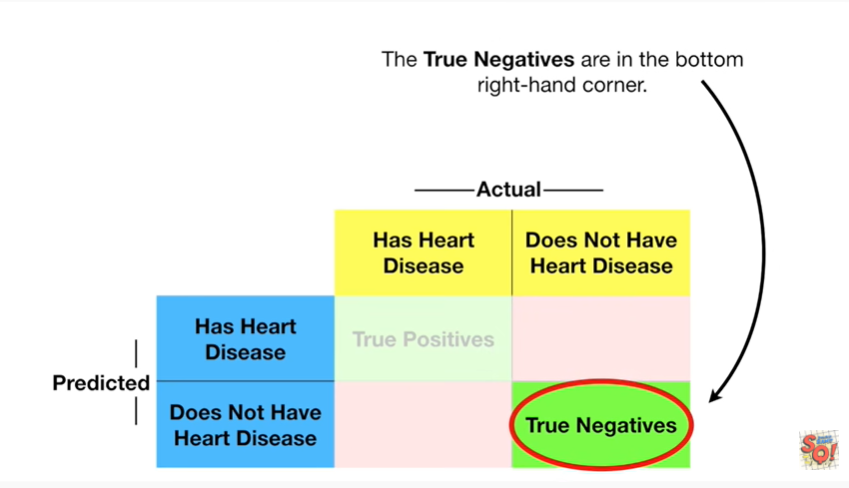 The True Negatives are in the bottom
right-hand corner.
Actual
Has Heart
Disease
Does Not Have
Heart Disease
Has Heart
Disease
True Positives
Predicted
Does Not Have
Heart Disease
True Negatives
SQ!